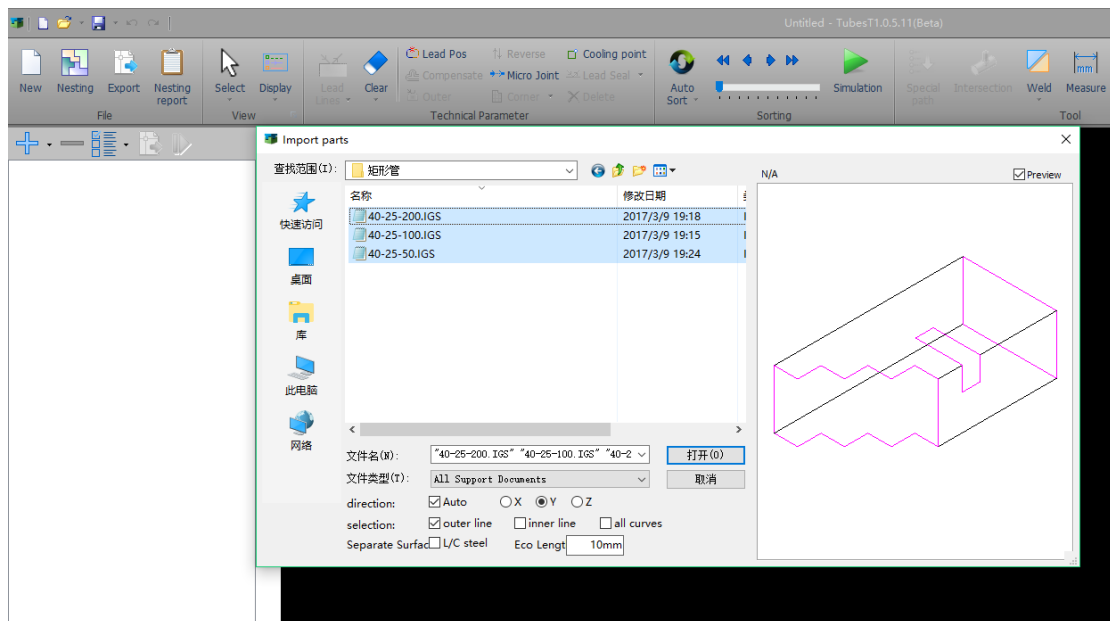 Untitled - TubesT1.0.5.11(Beta)
Lead Pos Reverse Cooling point
Compensate Micro Joint Lead Seal
Outer Corner Delete
New Nesting Export Nesting report Select Display Lead Lines Clear Auto Sort Simulation Special path Intersection Weld Measure
mm
File View Technical Parameter Sorting Tool
Import parts
查找范围(I): 矩形管
N/A Preview
名称 修改日期
40-25-200.IGS 2017/3/9 19:18
40-25-100.IGS 2017/3/9 19:15
40-25-50.IGS 2017/3/9 19:24
快速访问
桌面
库
此电脑
网络
文件名(N): "40-25-200.IGS" "40-25-100.IGS" "40-2 打开(O)
文件类型(T): All Support Documents 取消
direction: Auto X Y Z
selection: outer line inner line all curves
Separate Surfac L/C steel Eco Lengt 10mm